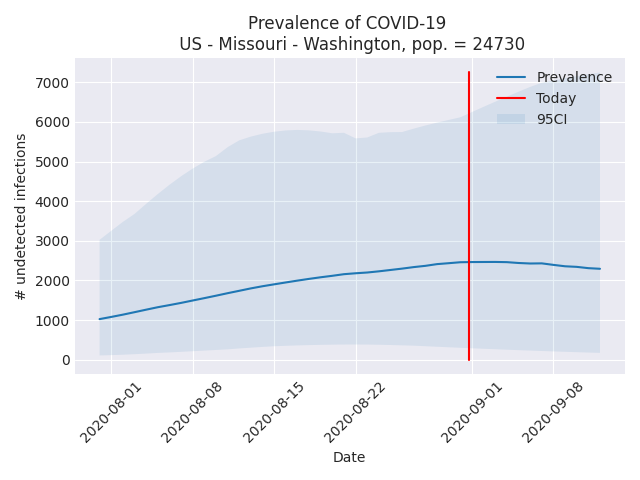 Prevalence of COVID-19
US - Missouri - Washington, pop. = 24730
Prevalence
Today
95CI
# undetected infections
7000
6000
5000
4000
3000
2000
1000
0
2020-08-01
2020-08-08
2020-08-15
2020-08-22
2020-09-01
2020-09-08
Date